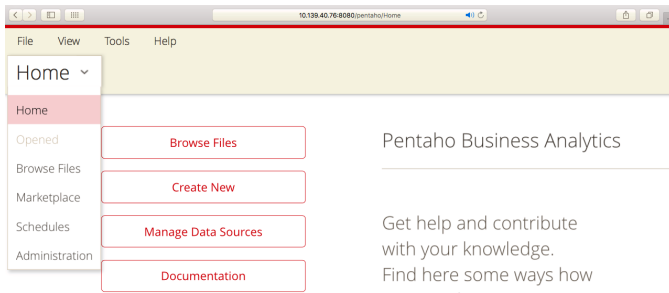 10.139.40.76:8080/pentaho/Home
File View Tools Help
Home
Home
Opened
Browse Files
Marketplace
Schedules
Administration
Browse Files
Create New
Manage Data Sources
Documentation
Pentaho Business Analytics
Get help and contribute
with your knowledge.
Find here some ways how